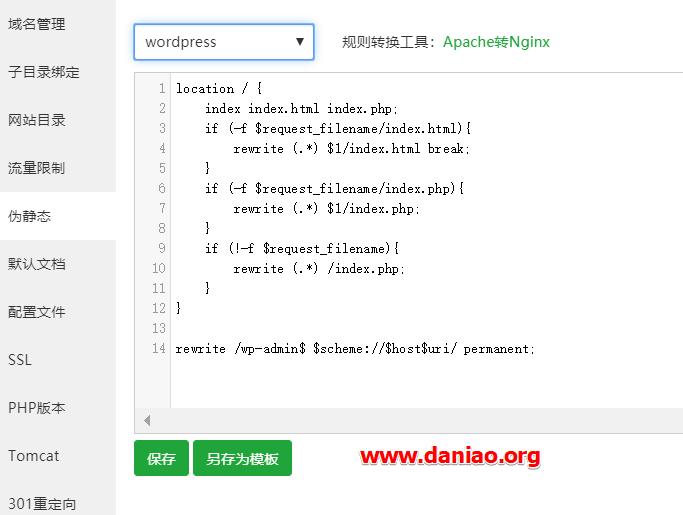 域名管理
子目录绑定
网站目录
流量限制
伪静态
默认文档
配置文件
SSL
PHP版本
Tomcat
301重定向
wordpress
规则转换工具：Apache转Nginx
1 location / {
2 index index.html index.php;
3 if (-f $request_filename/index.html){
4 rewrite (.*) $1/index.html break;
5 }
6 if (-f $request_filename/index.php){
7 rewrite (.*) $1/index.php;
8 }
9 if (!-f $request_filename){
10 rewrite (.*) /index.php;
11 }
12 }
13
14 rewrite /wp-admin$ $scheme://$host$uri/ permanent;
保存 另存为模板
www.daniao.org